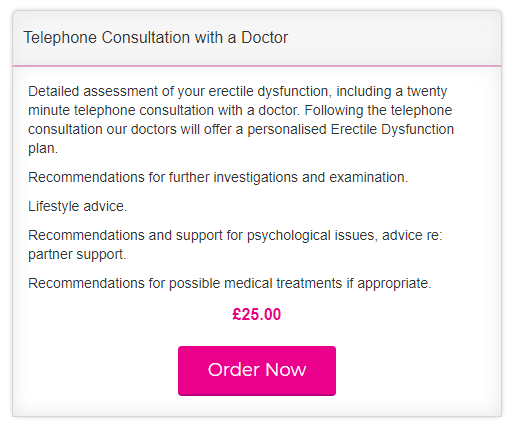 Telephone Consultation with a Doctor
Detailed assessment of your erectile dysfunction, including a twenty
minute telephone consultation with a doctor. Following the telephone
consultation our doctors will offer a personalised Erectile Dysfunction
plan.
Recommendations for further investigations and examination.
Lifestyle advice.
Recommendations and support for psychological issues, advice re:
partner support.
Recommendations for possible medical treatments if appropriate.
£25.00
Order Now